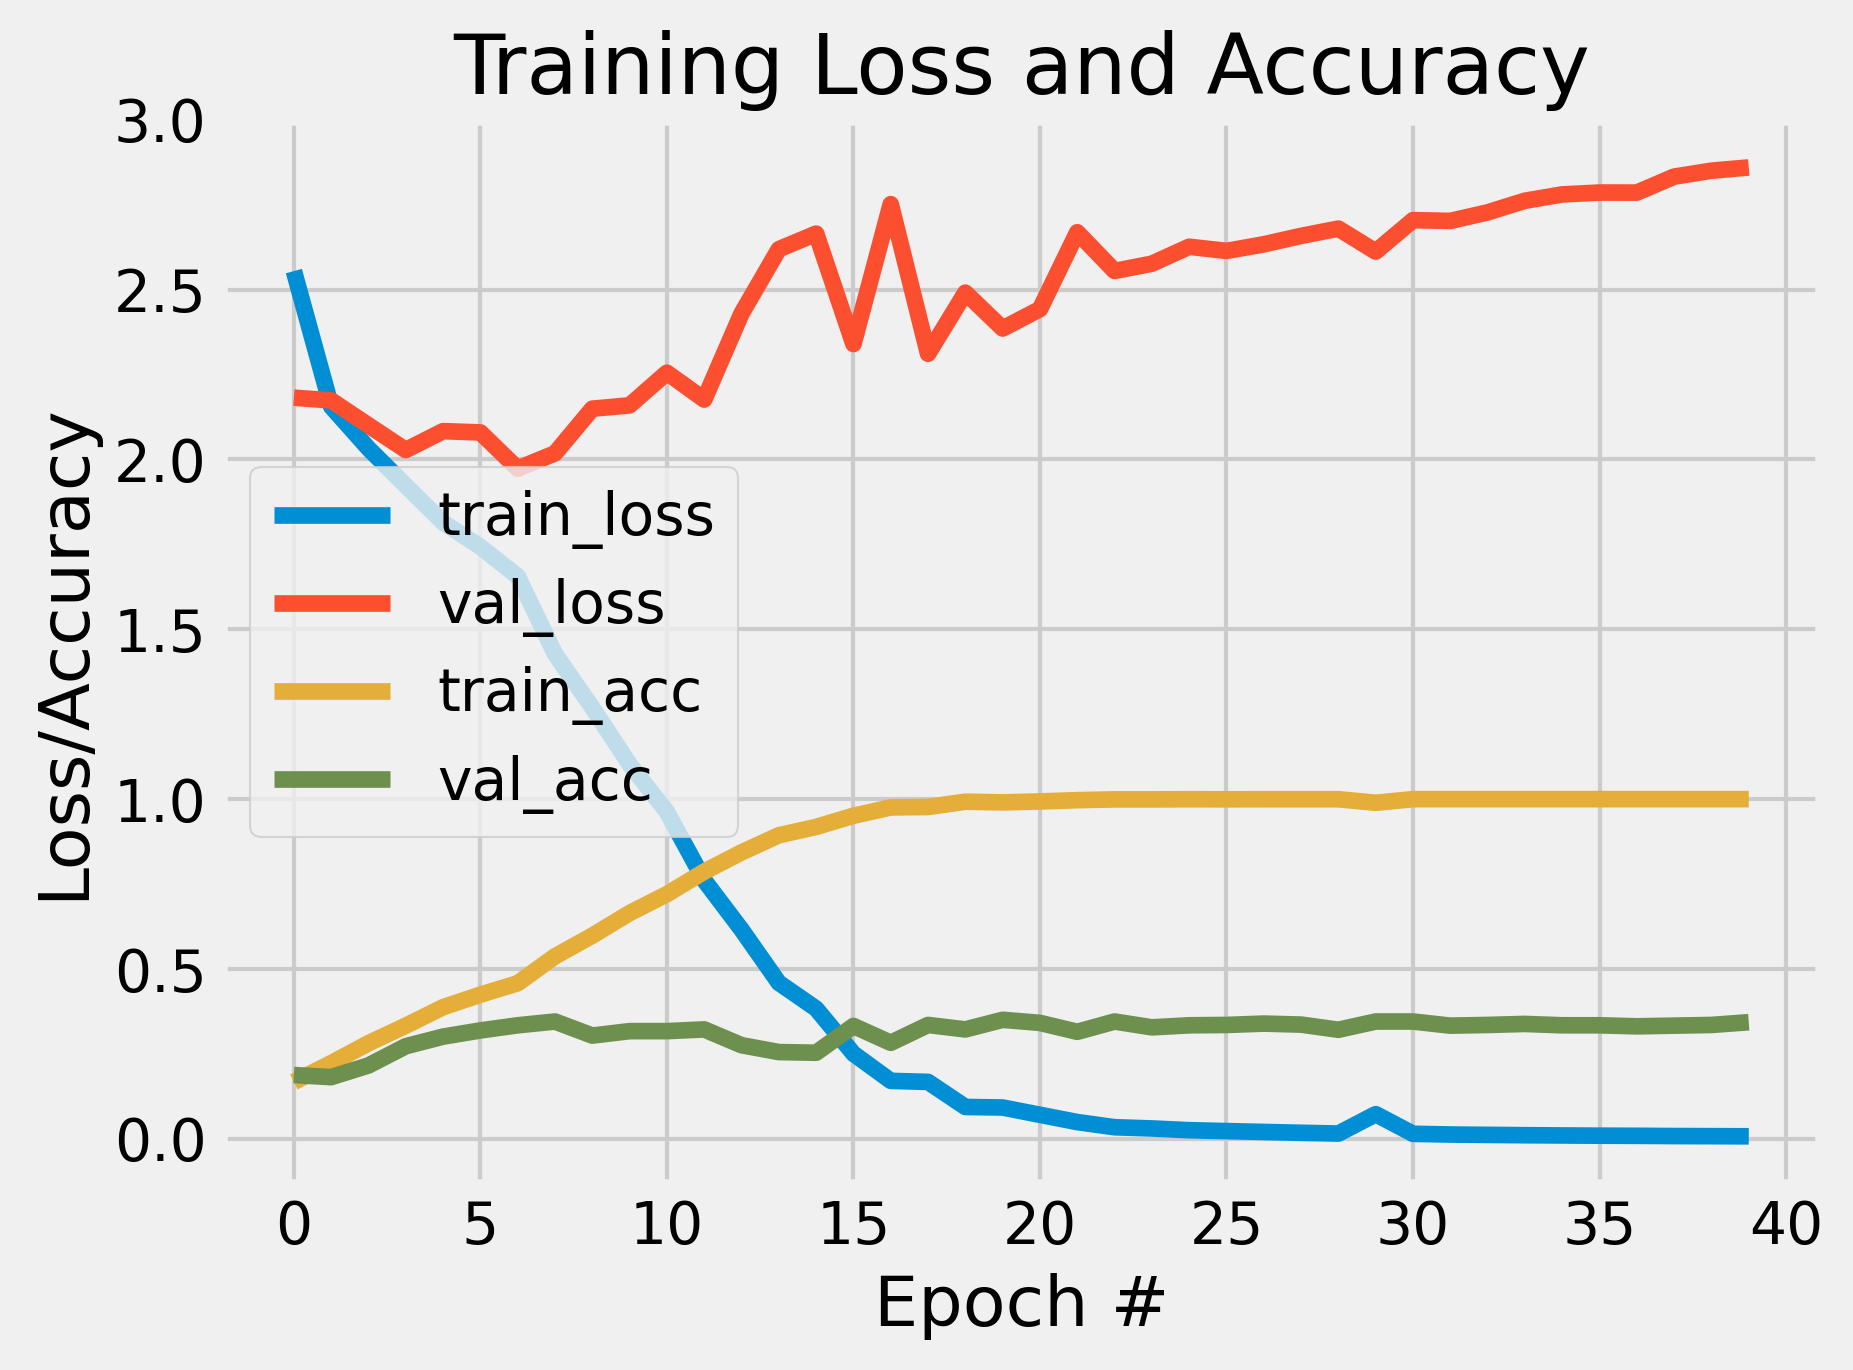 Training Loss and Accuracy
3.0
2.5
2.0
1.5
1.0
0.5
0.0
Loss/Accuracy
train_loss
val_loss
train_acc
val_acc
0 5 10 15 20 25 30 35 40
Epoch #